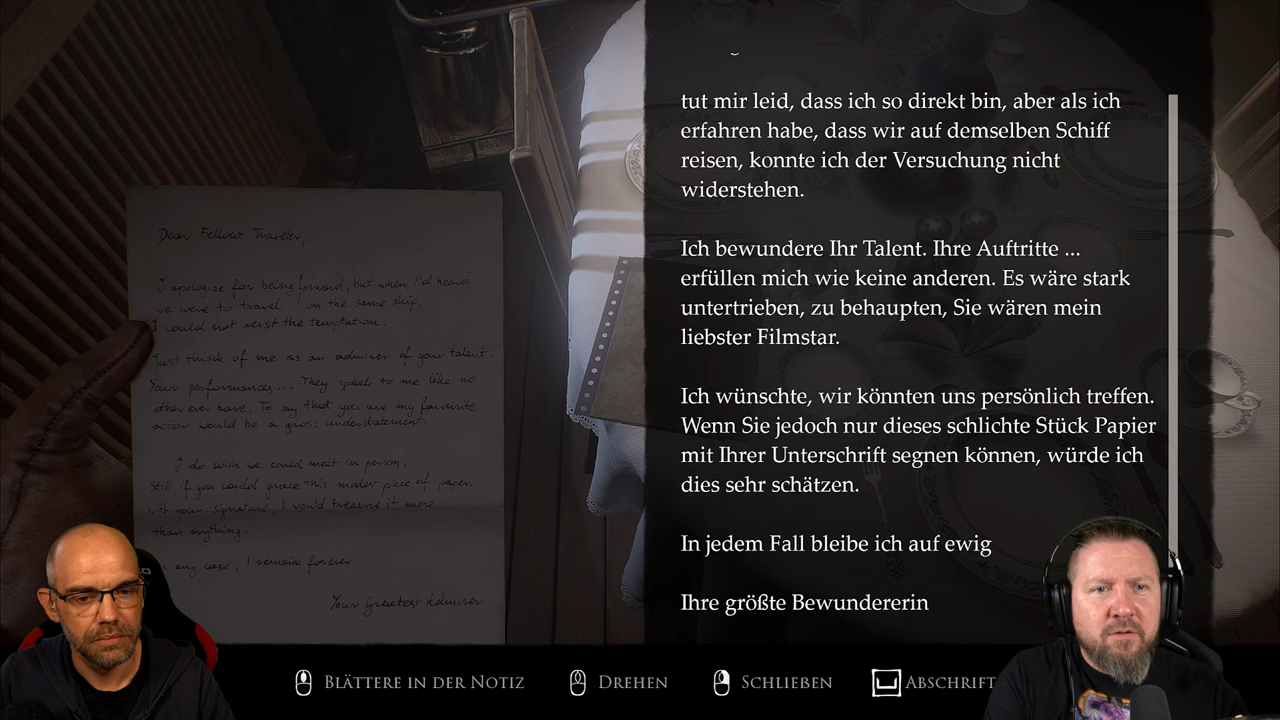 Dear Fellow Traveler,
I apologize for being forward, but when I'd heard
we were to travel on the same ship,
I could not resist the temptation.
Just think of me as an admirer of your talent.
Your performances... They speak to me like no
other ever have. To say that you are my favourite
actor would be a gross understatement.
I do wish we could meet in person.
Still if you could grace this modest piece of paper
with your signature, I would treasure it more
than anything.
any case, I remain forever
Your Greatest Admirer
tut mir leid, dass ich so direkt bin, aber als ich
erfahren habe, dass wir auf demselben Schiff
reisen, konnte ich der Versuchung nicht
widerstehen.
Ich bewundere Ihr Talent. Ihre Auftritte ...
erfüllen mich wie keine anderen. Es wäre stark
untertrieben, zu behaupten, Sie wären mein
liebster Filmstar.
Ich wünschte, wir könnten uns persönlich treffen.
Wenn Sie jedoch nur dieses schlichte Stück Papier
mit Ihrer Unterschrift segnen können, würde ich
dies sehr schätzen.
In jedem Fall bleibe ich auf ewig
Ihre größte Bewundererin
BLÄTTERE IN DER NOTIZ DREHEN SCHLIEßEN ABSCHRIFT